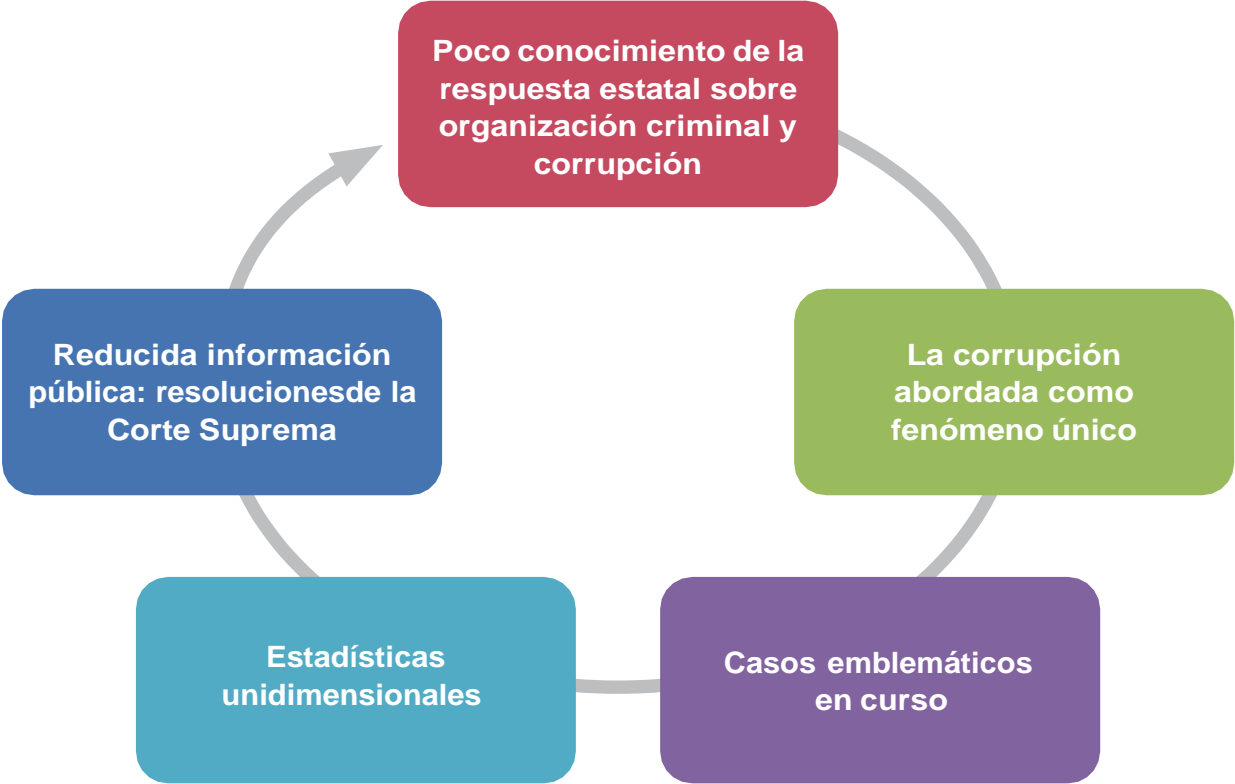 Poco conocimiento de la
respuesta estatal sobre
organización criminal y
corrupción
La corrupción
abordada como
fenómeno único
Casos emblemáticos
en curso
Estadísticas
unidimensionales
Reducida información
pública: resolucionesde la
Corte Suprema